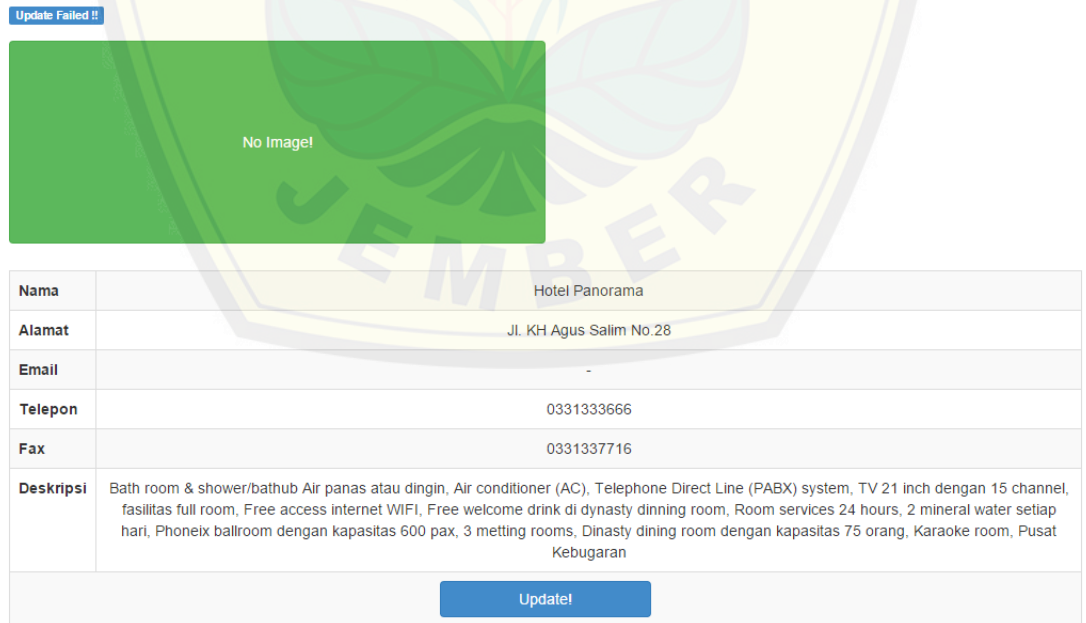 Update Failed !!
No Image!
JEMBER
Nama Hotel Panorama
Alamat Jl. KH Agus Salim No.28
Email -
Telepon 0331333666
Fax 0331337716
Deskripsi Bath room & shower/bathub Air panas atau dingin, Air conditioner (AC), Telephone Direct Line (PABX) system, TV 21 inch dengan 15 channel,
fasilitas full room, Free access internet WIFI, Free welcome drink di dynasty dinning room, Room services 24 hours, 2 mineral water setiap
hari, Phoneix ballroom dengan kapasitas 600 pax, 3 metting rooms, Dinasty dining room dengan kapasitas 75 orang, Karaoke room, Pusat
Kebugaran
Update!